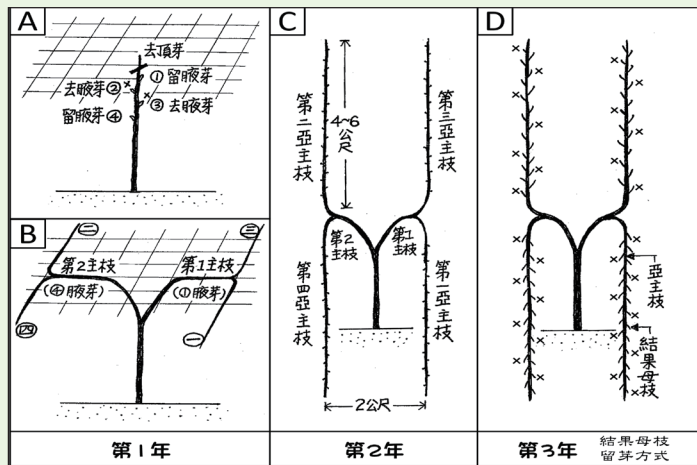 A
去頂芽
①留腋芽
去腋芽②
③去腋芽
留腋芽④
B
二
三
第2主枝
第1主枝
(④腋芽)
(①腋芽)
四
一
第1年
C
第二亞主枝
4~6公尺
第三亞主枝
第2主枝
第1主枝
第四亞主枝
第一亞主枝
2公尺
第2年
D
亞主枝
結果母枝
第3年
結果母枝
留芽方式